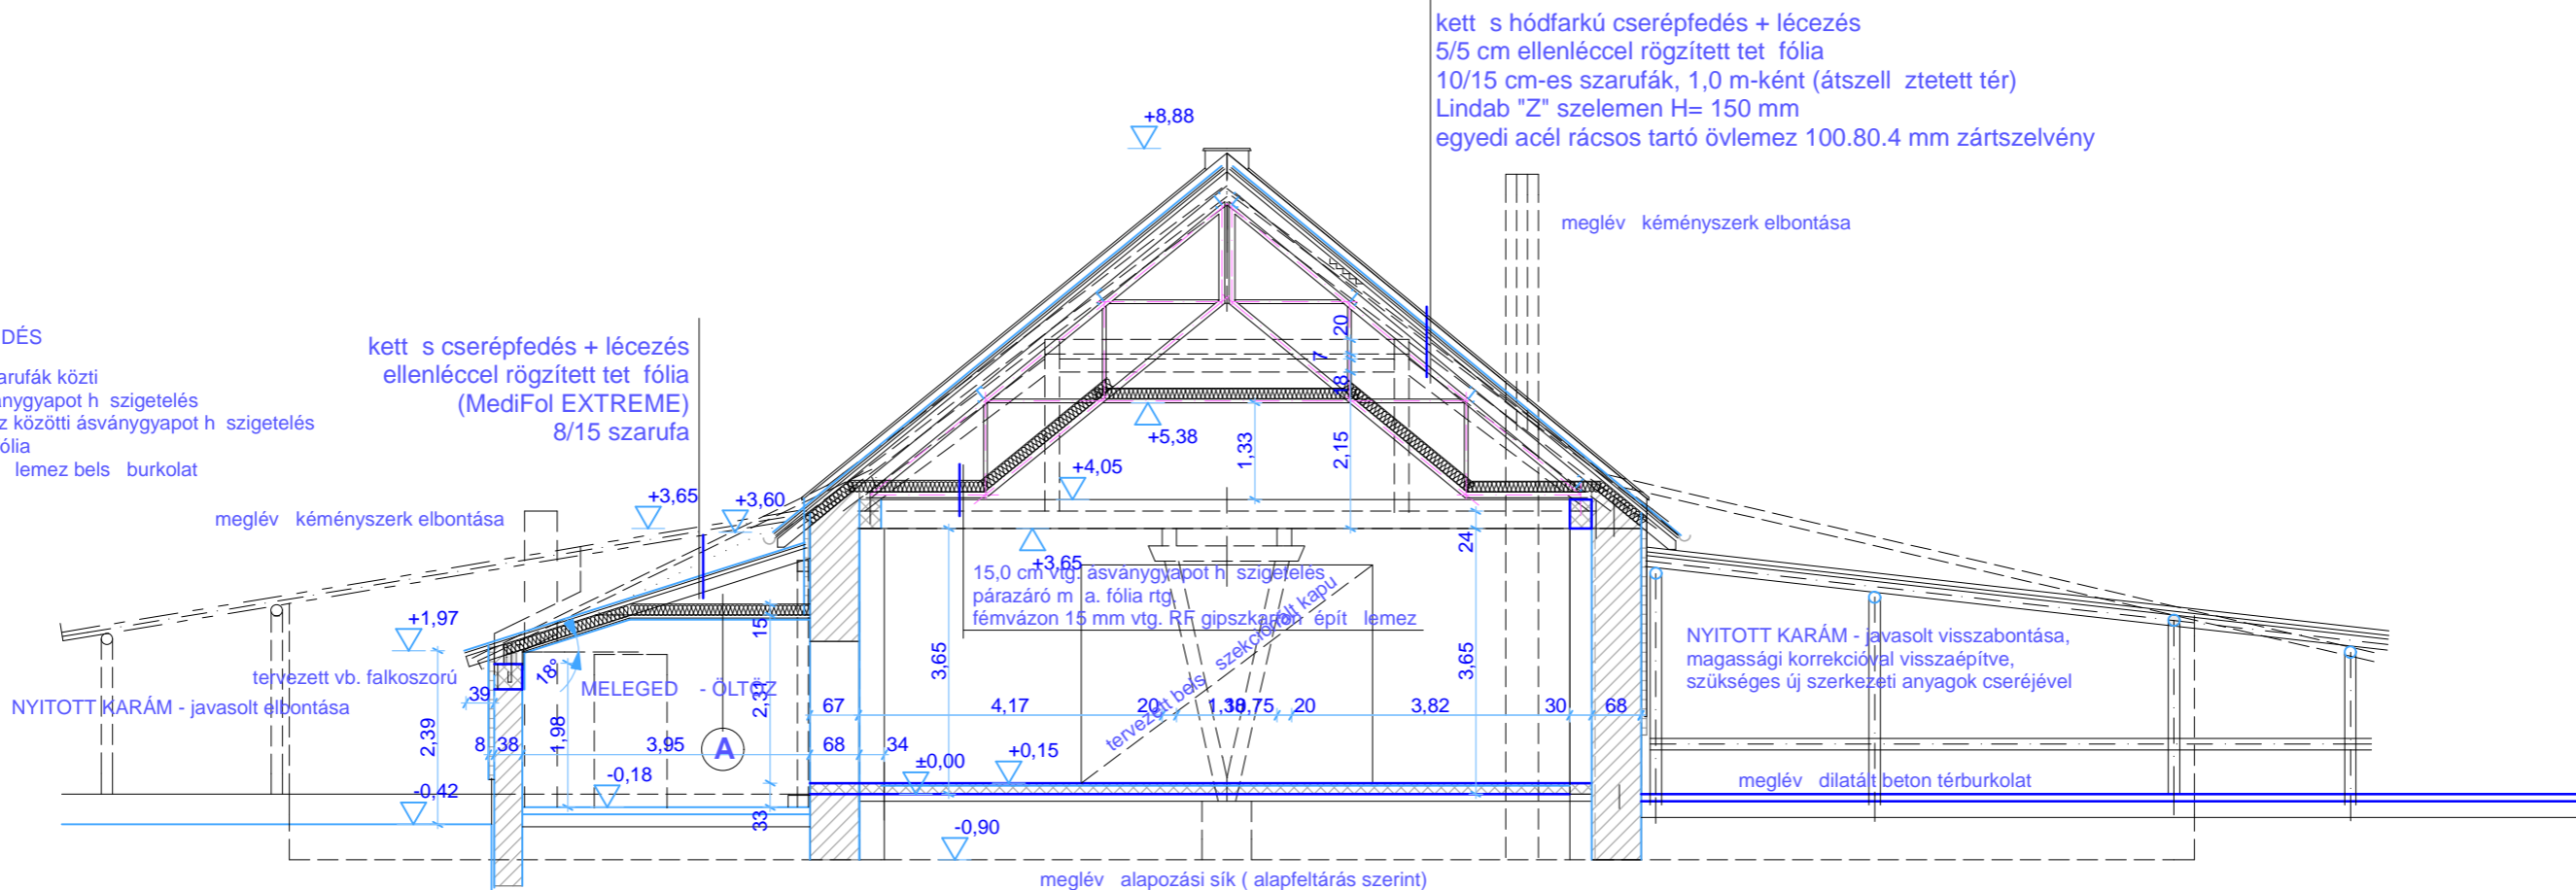 kett s hódfarkú cserépfedés + lécezés
5/5 cm ellenléccel rögzített tet fólia
10/15 cm-es szarufák, 1,0 m-ként (átszell ztetett tér)
Lindab "Z" szelemen H= 150 mm
egyedi acél rácsos tartó övlemez 100.80.4 mm zártszelvény
+8,88
meglév kéményszerk elbontása
DÉS
arufák közti
ánygyapot h szigetelés
z közötti ásványgyapot h szigetelés
ólia
lemez bels burkolat
kett s cserépfedés + lécezés
ellenléccel rögzített tet fólia
(MediFol EXTREME)
8/15 szarufa
20
7
18
+5,38
1,33
2,15
+4,05
+3,65
+3,60
meglév kéményszerk elbontása
24
+3,65
15,0 cm vtg. ásványgyapot h szigetelés
párazáró m a. fólia rtg.
fémvázon 15 mm vtg. RF gipszkarton épít lemez
+1,97
15
tervezett bels szekcionált kapu
NYITOTT KARÁM - javasolt visszabontása,
magassági korrekcióval visszaépítve,
szükséges új szerkezeti anyagok cseréjével
tervezett vb. falkoszorú
18°
MELEGED - ÖLTÖZ
39
NYITOTT KARÁM - javasolt elbontása
2,39
1,98
2,31
3,65
3,65
67
4,17
20
20
3,82
30
68
8
38
3,95
A
68
34
±0,00
+0,15
-0,18
-0,42
meglév dilatált beton térburkolat
33
-0,90
meglév alapozási sík ( alapfeltárás szerint)